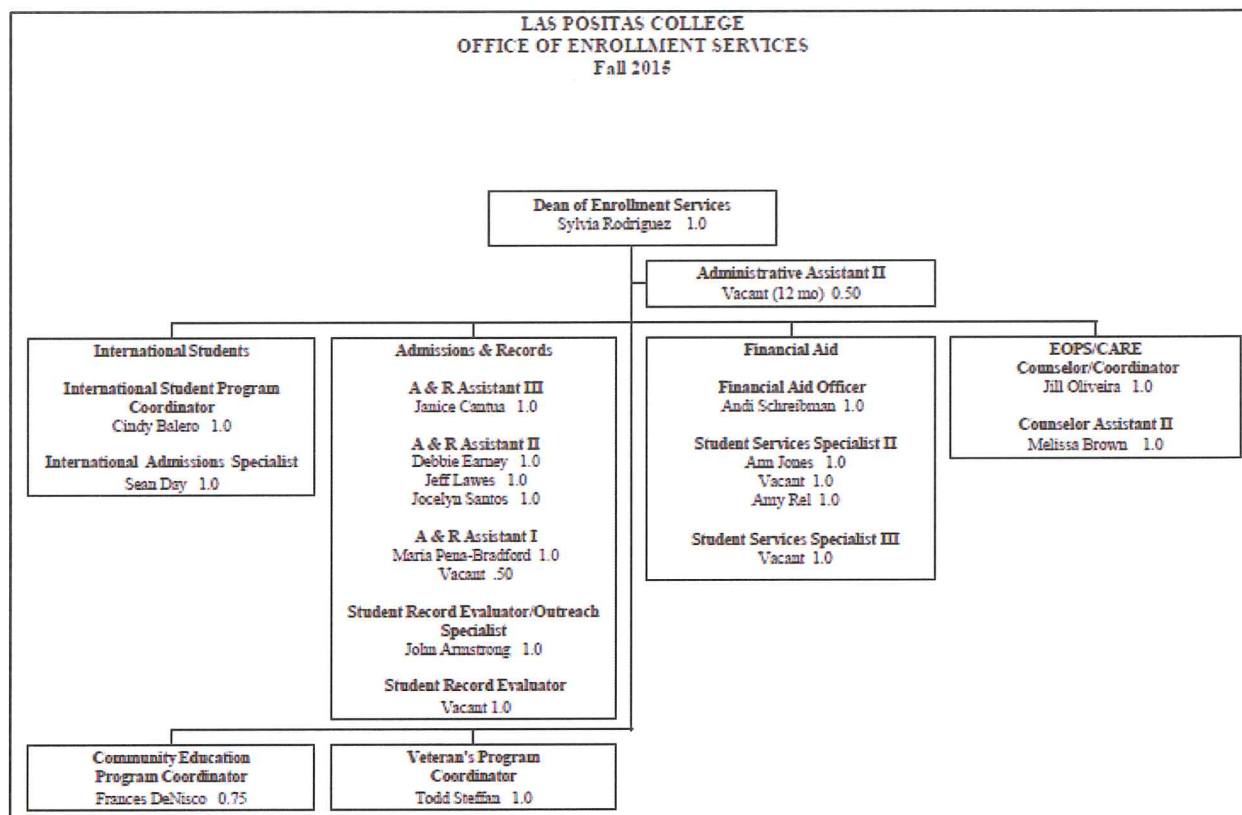 LAS POSITAS COLLEGE
OFFICE OF ENROLLMENT SERVICES
Fall 2015
Dean of Enrollment Services
Sylvia Rodriguez 1.0
Administrative Assistant II
Vacant (12 mo) 0.50
International Students
International Student Program
Coordinator
Cindy Balero 1.0
International Admissions Specialist
Sean Day 1.0
Admissions & Records
A & R Assistant III
Janice Cantua 1.0
A & R Assistant II
Debbie Earney 1.0
Jeff Lawes 1.0
Jocelyn Santos 1.0
A & R Assistant I
Maria Pena-Bradford 1.0
Vacant .50
Student Record Evaluator/Outreach
Specialist
John Armstrong 1.0
Student Record Evaluator
Vacant 1.0
Financial Aid
Financial Aid Officer
Andi Schreibman 1.0
Student Services Specialist II
Ann Jones 1.0
Vacant 1.0
Amy Rel 1.0
Student Services Specialist III
Vacant 1.0
EOPS/CARE
Counselor/Coordinator
Jill Oliveira 1.0
Counselor Assistant II
Melissa Brown 1.0
Community Education
Program Coordinator
Frances DeNisco 0.75
Veteran's Program
Coordinator
Todd Steffan 1.0